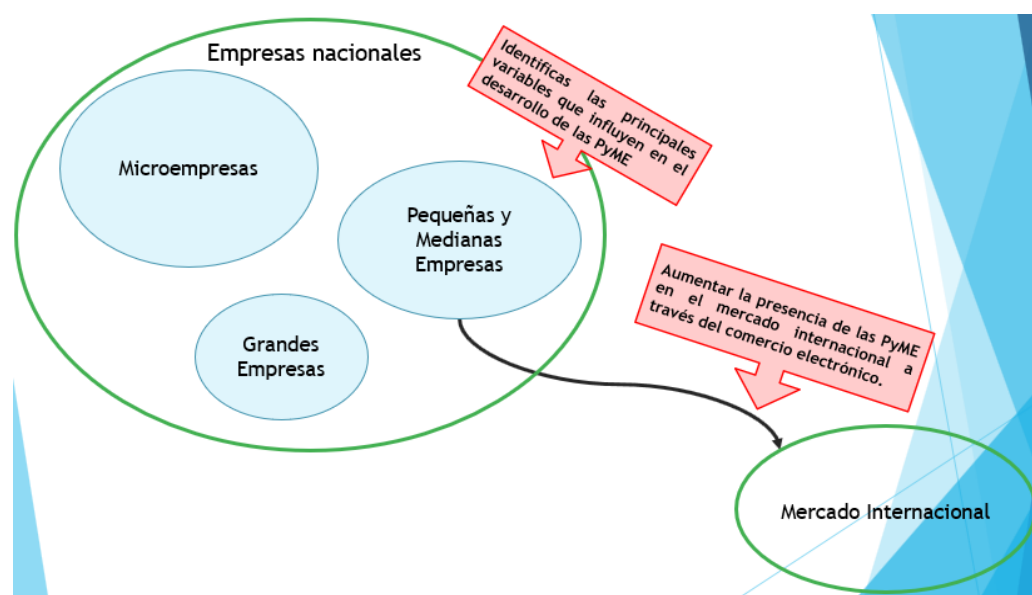 Empresas nacionales
Identificas las principales
variables que influyen en el
desarrollo de las PyME
Microempresas
Pequeñas y
Medianas
Empresas
Aumentar la presencia de las PyME
en el mercado internacional a
través del comercio electrónico.
Grandes
Empresas
Mercado Internacional